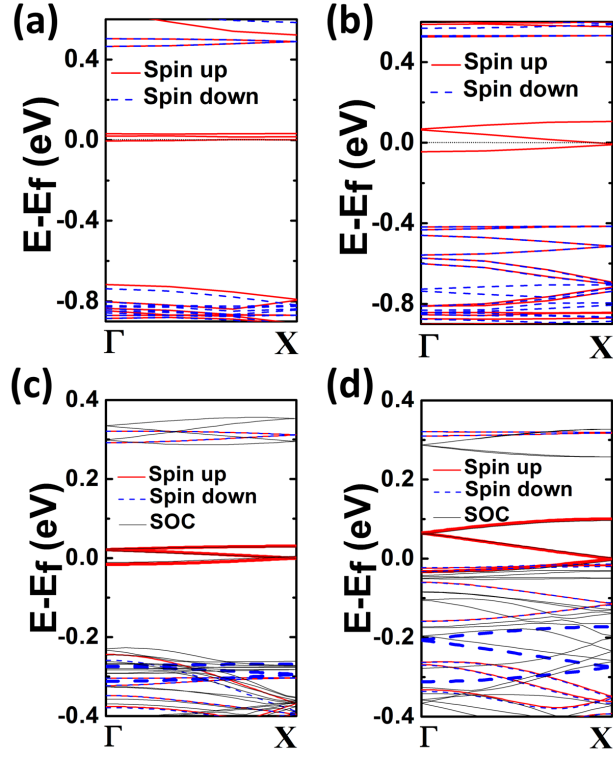 (a)
E-Ef (eV)
0.4
0.0
-0.4
-0.8
Spin up
Spin down
Γ X
(b)
E-Ef (eV)
0.4
0.0
-0.4
-0.8
Spin up
Spin down
Γ X
(c)
E-Ef (eV)
0.4
0.2
0.0
-0.2
-0.4
Spin up
Spin down
SOC
Γ X
(d)
E-Ef (eV)
0.4
0.2
0.0
-0.2
-0.4
Spin up
Spin down
SOC
Γ X